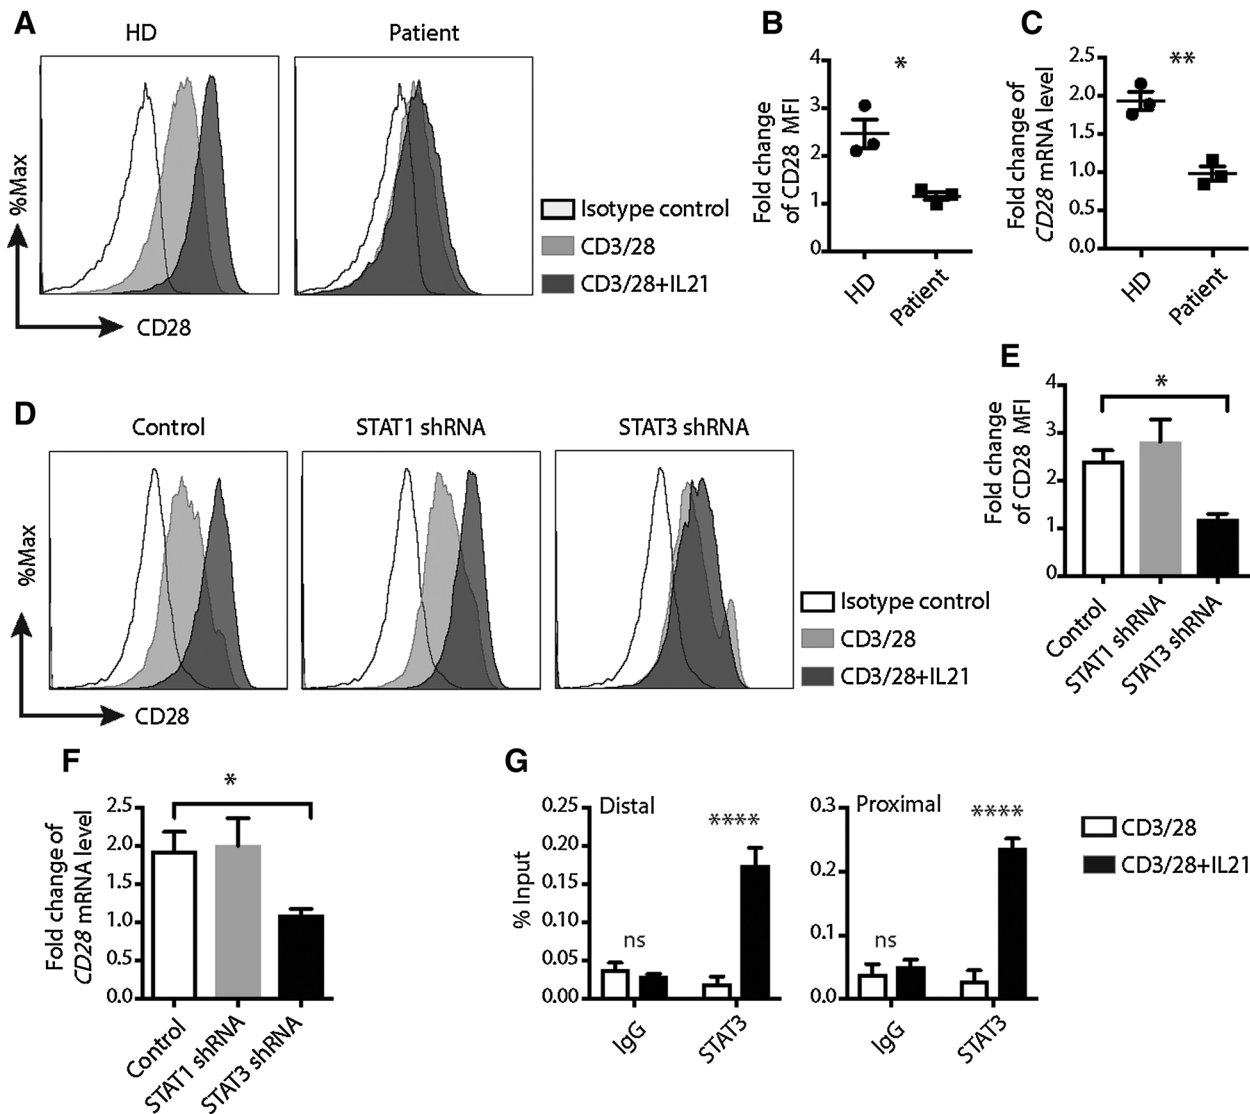 A
HD
Patient
%Max
CD28
Isotype control
CD3/28
CD3/28+IL21
B
Fold change
of CD28 MFI
4
3
2
1
0
*
HD
Patient
C
Fold change of
CD28 mRNA level
2.5
2.0
1.5
1.0
0.5
0.0
**
HD
Patient
D
Control
STAT1 shRNA
STAT3 shRNA
%Max
CD28
Isotype control
CD3/28
CD3/28+IL21
E
Fold change
of CD28 MFI
4
3
2
1
0
*
Control
STAT1 shRNA
STAT3 shRNA
F
Fold change of
CD28 mRNA level
2.5
2.0
1.5
1.0
0.5
0.0
*
Control
STAT1 shRNA
STAT3 shRNA
G
% Input
0.25
0.20
0.15
0.10
0.05
0.00
Distal
ns
****
IgG
STAT3
0.3
0.2
0.1
0.0
Proximal
ns
****
IgG
STAT3
CD3/28
CD3/28+IL21